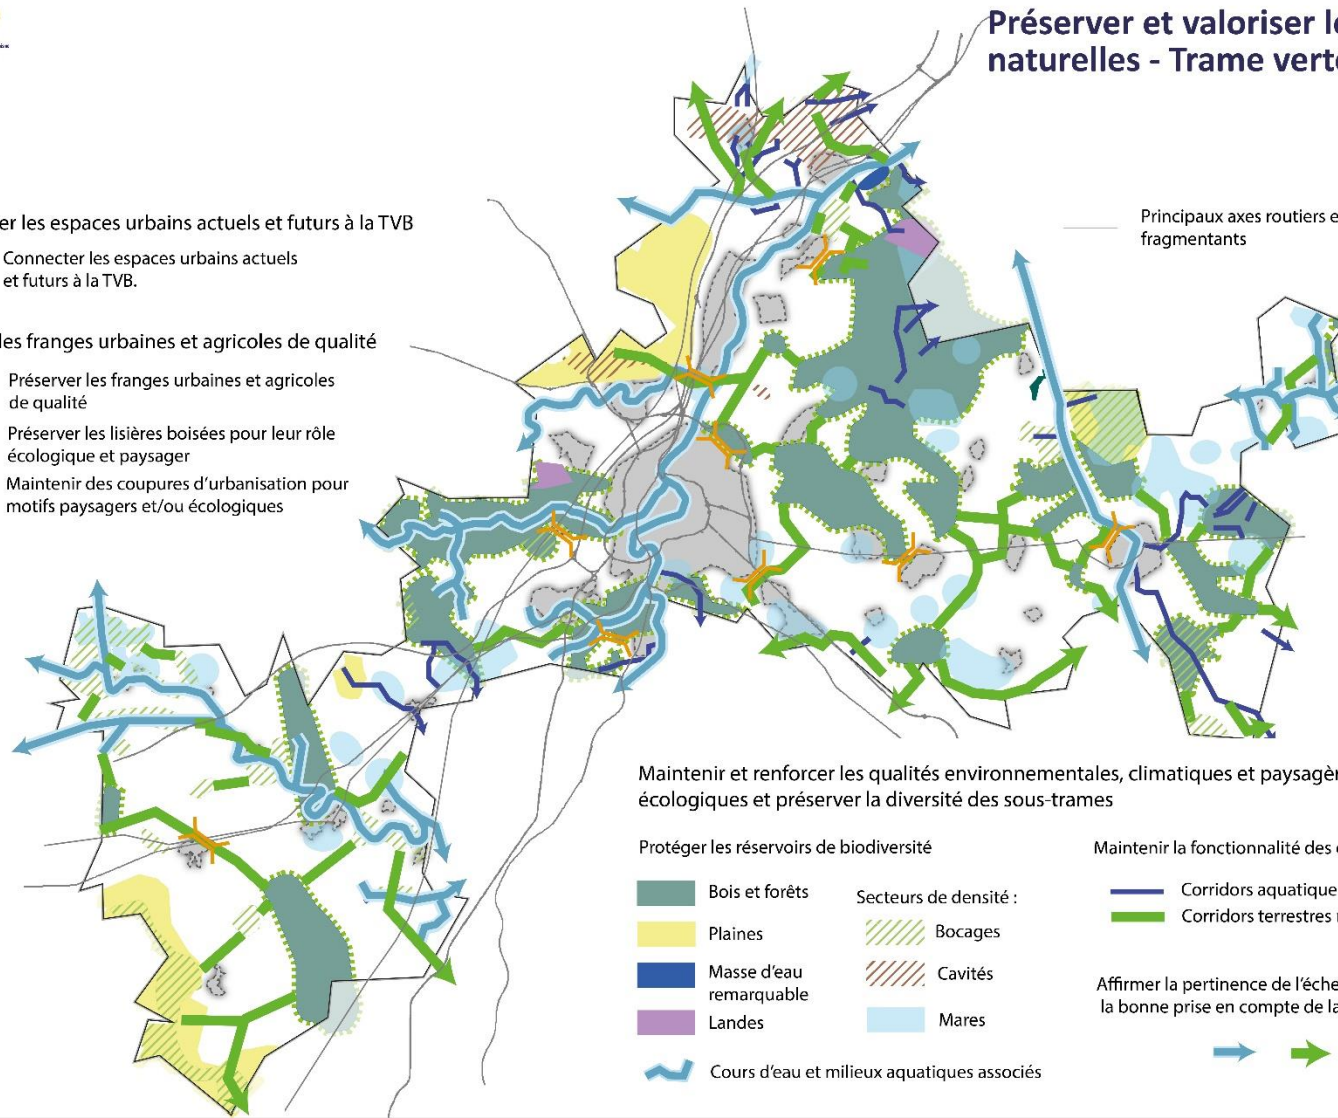 Préserver et valoriser le
naturelles - Trame verte
er les espaces urbains actuels et futurs à la TVB
Connecter les espaces urbains actuels
et futurs à la TVB.
des franges urbaines et agricoles de qualité
Préserver les franges urbaines et agricoles
de qualité
Préserver les lisières boisées pour leur rôle
écologique et paysager
Maintenir des coupures d'urbanisation pour
motifs paysagers et/ou écologiques
Principaux axes routiers e
fragmentants
Maintenir et renforcer les qualités environnementales, climatiques et paysagèr
écologiques et préserver la diversité des sous-trames
Protéger les réservoirs de biodiversité
Bois et forêts
Plaines
Masse d'eau
remarquable
Landes
Cours d'eau et milieux aquatiques associés
Secteurs de densité :
Bocages
Cavités
Mares
Maintenir la fonctionnalité des
Corridors aquatique
Corridors terrestres
Affirmer la pertinence de l'éche
la bonne prise en compte de la